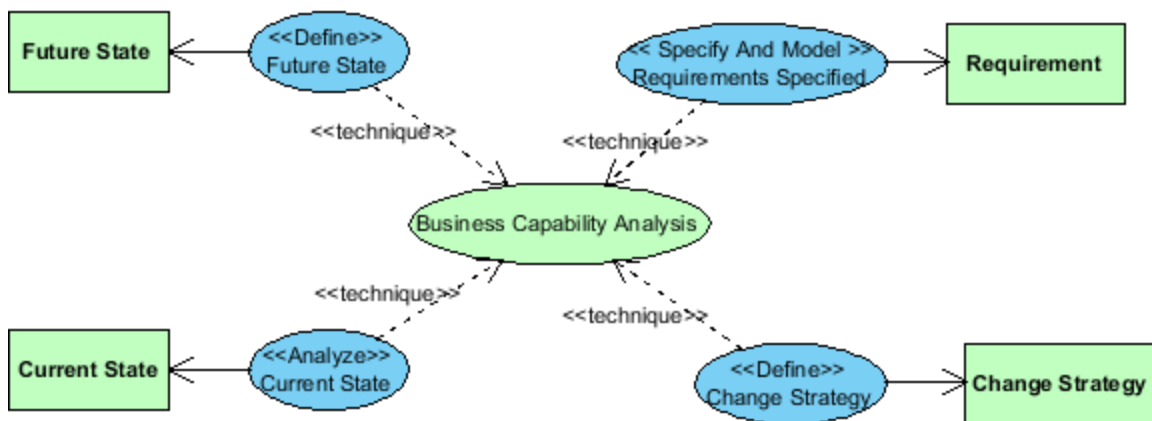 Future State
<<Define>>
Future State
<< Specify And Model >>
Requirements Specified
Requirement
<<technique>>
<<technique>>
Business Capability Analysis
<<technique>>
<<technique>>
Current State
<<Analyze>>
Current State
<<Define>>
Change Strategy
Change Strategy